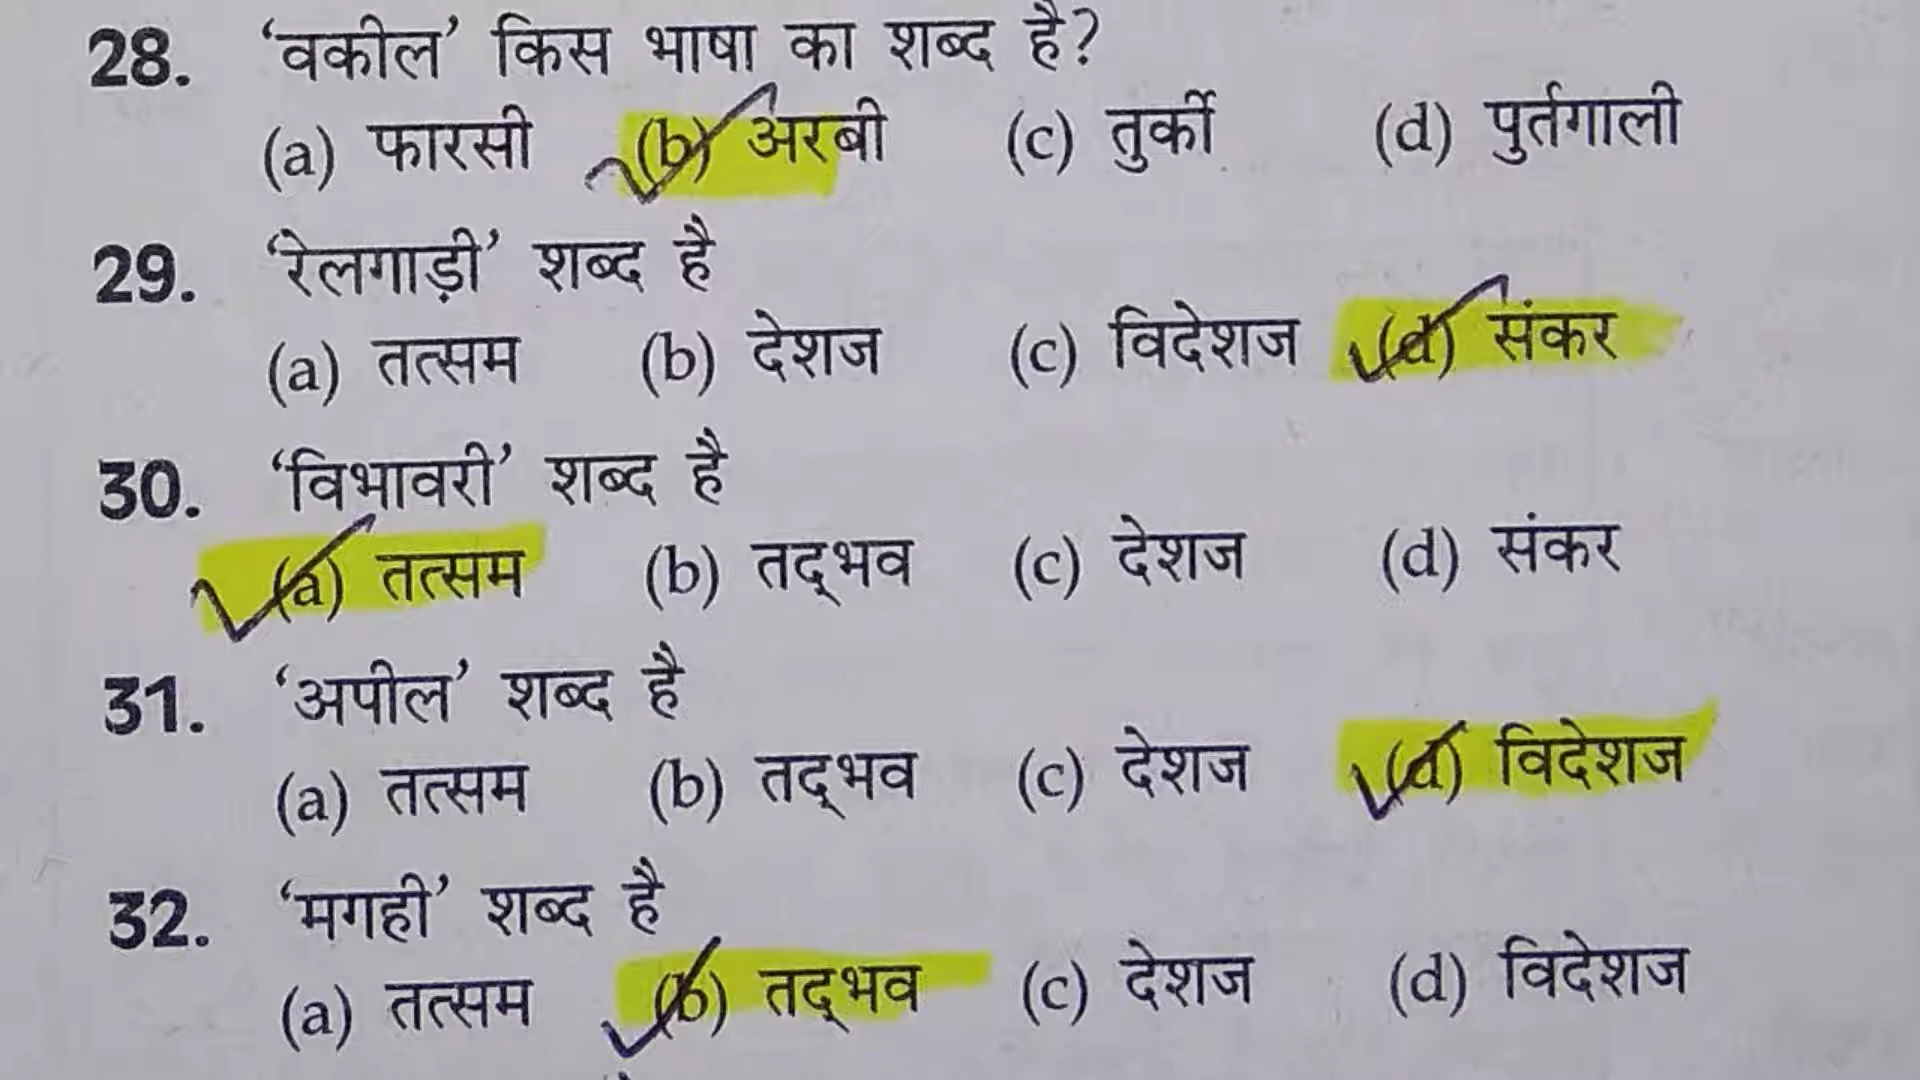 28. ‘वकील’ किस भाषा का शब्द है?
(a) फारसी (b) अरबी (c) तुर्की (d) पुर्तगाली
29. ‘रेलगाड़ी’ शब्द है
(a) तत्सम (b) देशज (c) विदेशज (d) संकर
30. ‘विभावरी’ शब्द है
(a) तत्सम (b) तद्‌भव (c) देशज (d) संकर
31. ‘अपील’ शब्द है
(a) तत्सम (b) तद्‌भव (c) देशज (d) विदेशज
32. ‘मगही’ शब्द है
(a) तत्सम (b) तद्‌भव (c) देशज (d) विदेशज